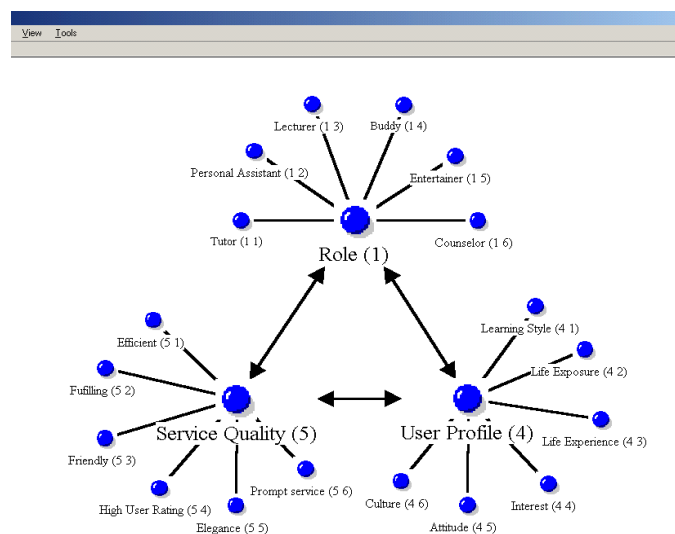 View Tools
Lecturer (1 3)
Buddy (1 4)
Personal Assistant (1 2)
Entertainer (1 5)
Tutor (1 1)
Counselor (1 6)
Role (1)
Efficient (5 1)
Learning Style (4 1)
Fufilling (5 2)
Life Exposure (4 2)
Service Quality (5)
User Profile (4)
Friendly (5 3)
Life Experience (4 3)
High User Rating (5 4)
Prompt service (5 6)
Culture (4 6)
Interest (4 4)
Elegance (5 5)
Attitude (4 5)